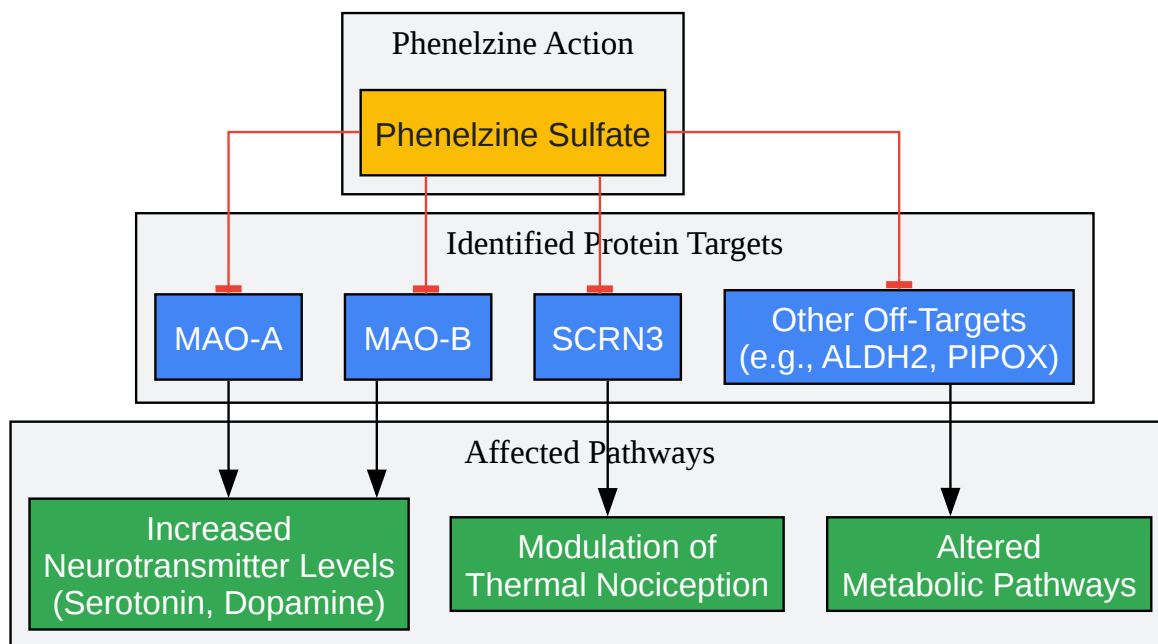 Phenelzine Action
Phenelzine Sulfate
Identified Protein Targets
MAO-A
MAO-B
SCRN3
Other Off-Targets
(e.g., ALDH2, PIPOX)
Affected Pathways
Increased
Neurotransmitter Levels
(Serotonin, Dopamine)
Modulation of
Thermal Nociception
Altered
Metabolic Pathways